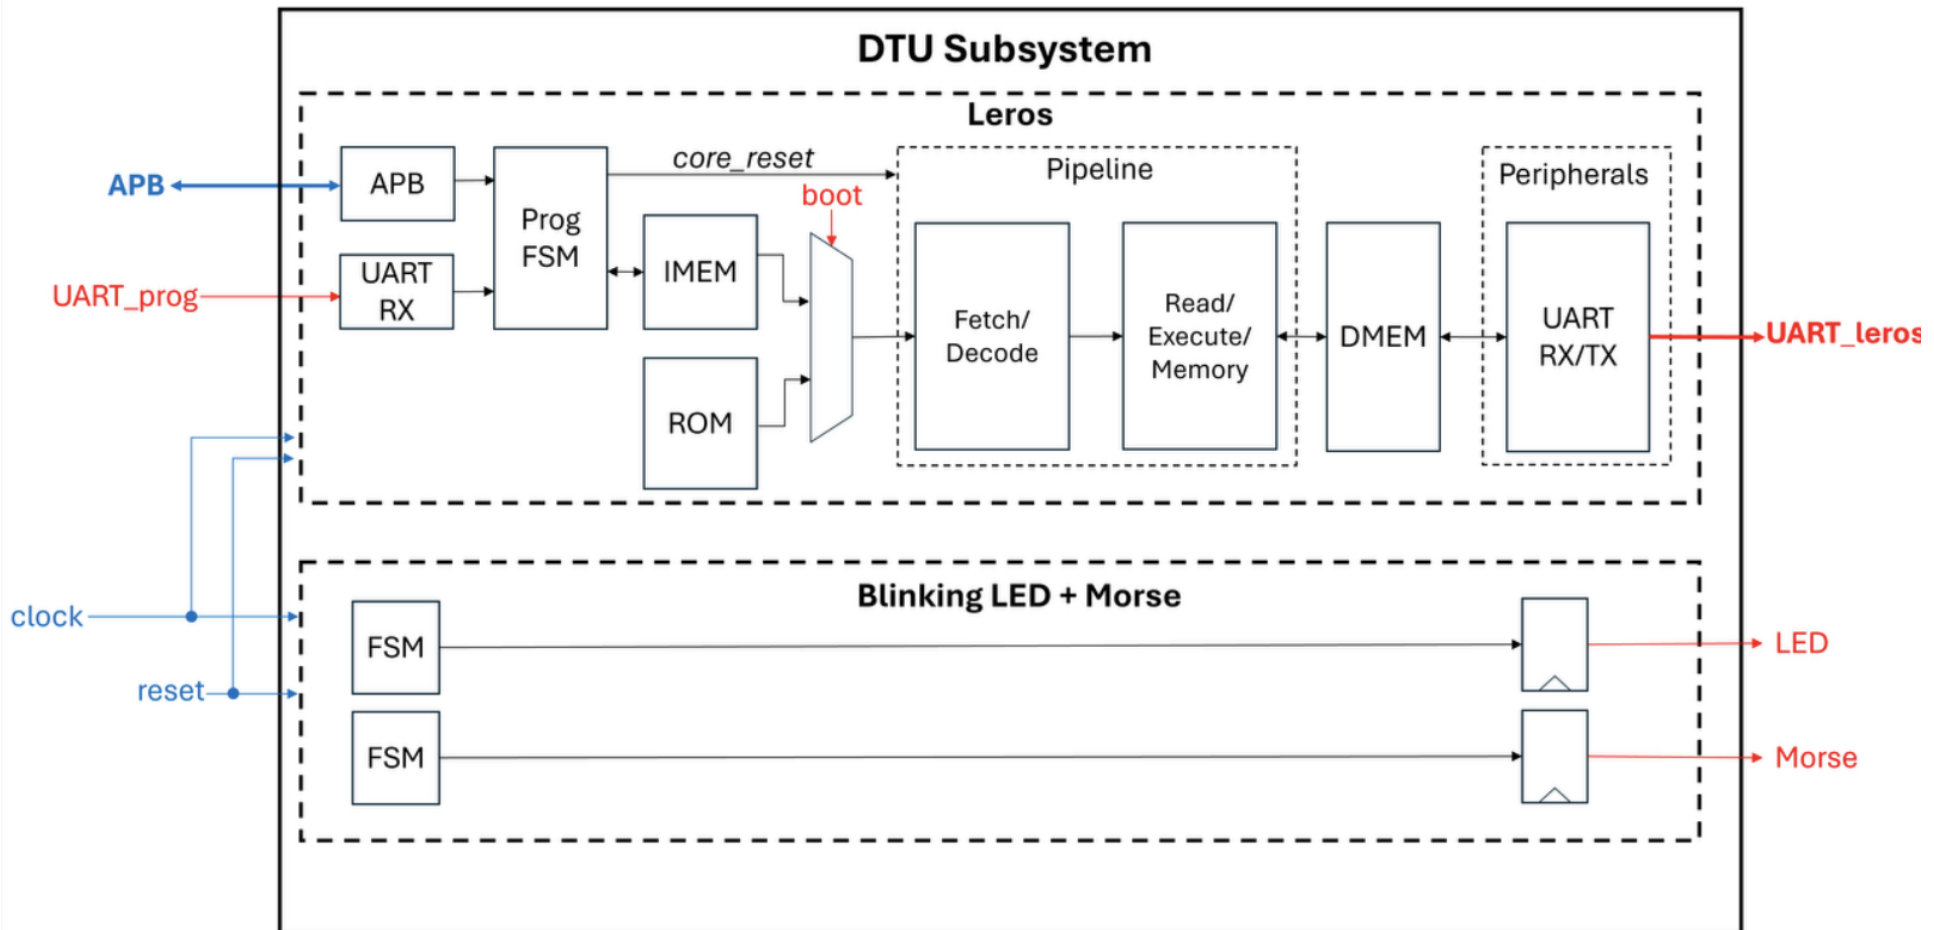 DTU Subsystem
Leros
core_reset
Pipeline
Peripherals
APB
APB
boot
Prog
FSM
UART
RX
IMEM
UART_prog
Fetch/
Decode
Read/
Execute/
Memory
DMEM
UART
RX/TX
UART_leros
ROM
Blinking LED + Morse
clock
FSM
LED
reset
FSM
Morse